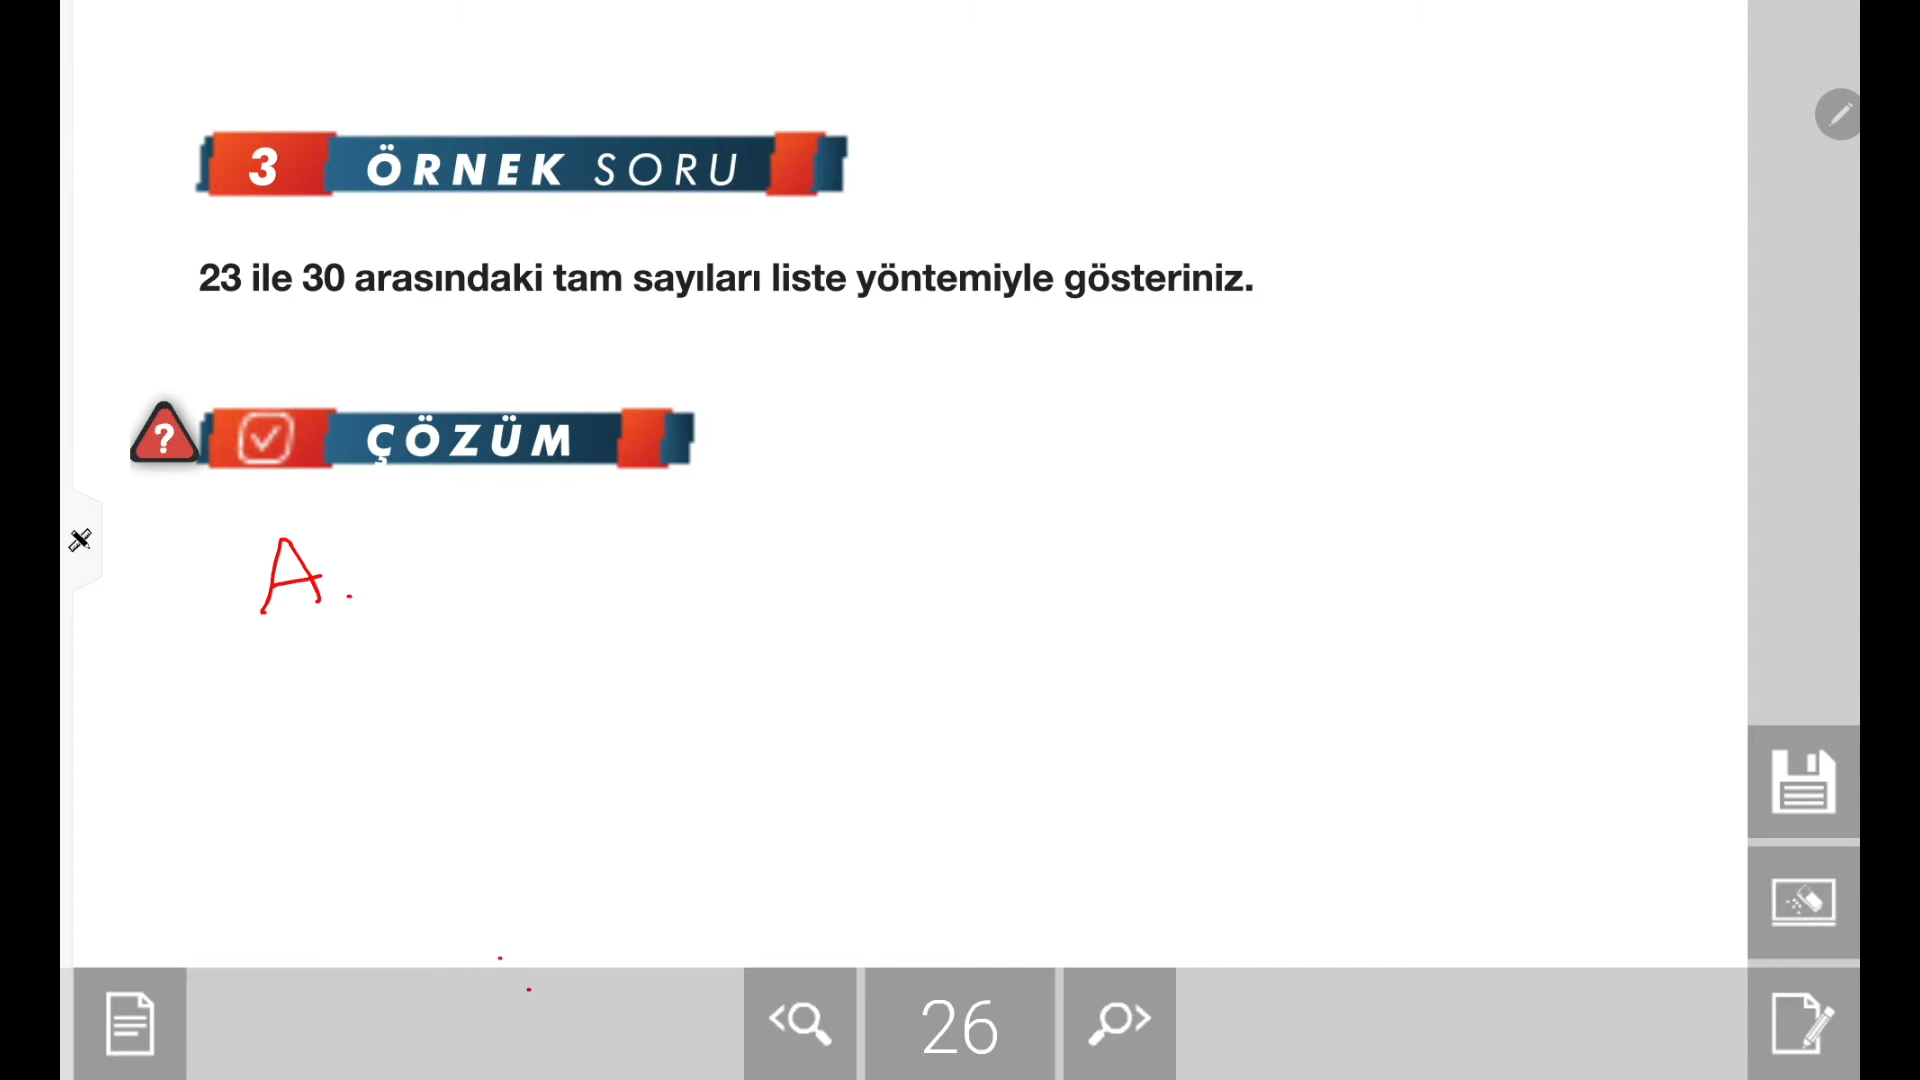 3 ÖRNEK SORU
23 ile 30 arasındaki tam sayıları liste yöntemiyle gösteriniz.
? ÇÖZÜM
A.
26